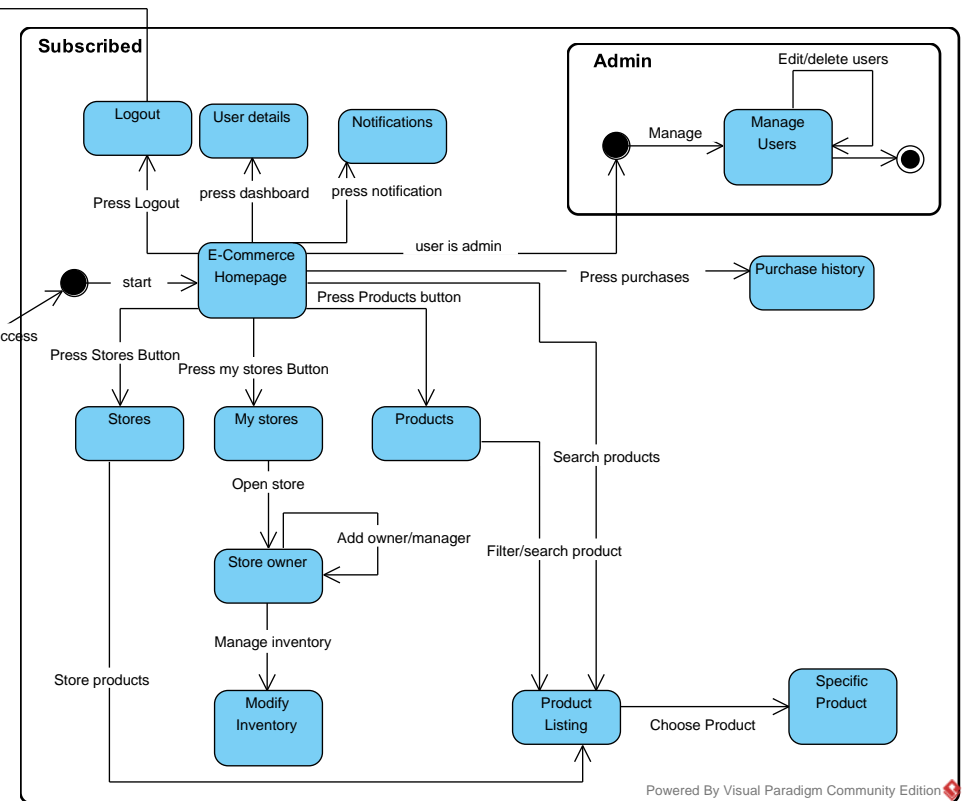 Subscribed
Admin
Edit/delete users
Logout
User details
Notifications
Manage
Users
Manage
Press Logout
press dashboard
press notification
user is admin
E-Commerce
Homepage
start
Press purchases
Purchase history
Press Products button
ccess
Press Stores Button
Press my stores Button
Stores
My stores
Products
Open store
Search products
Add owner/manager
Store owner
Filter/search product
Manage inventory
Store products
Modify
Inventory
Product
Listing
Choose Product
Specific
Product
Powered By Visual Paradigm Community Edition